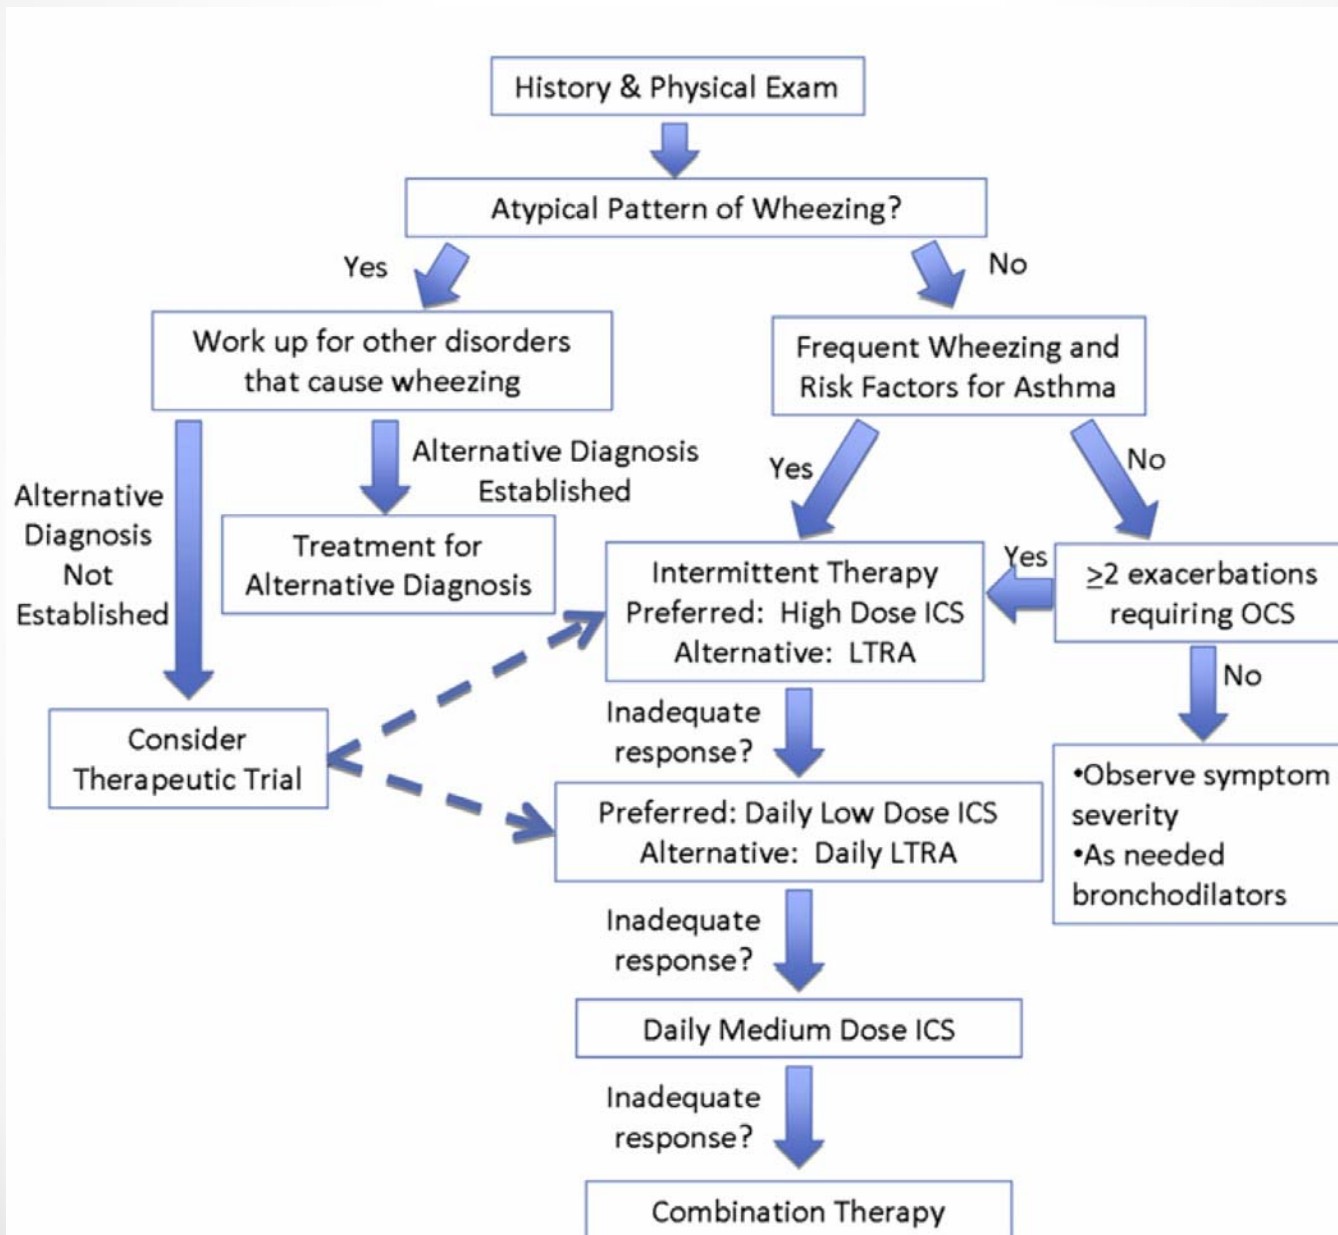 History & Physical Exam
Atypical Pattern of Wheezing?
Yes
No
Work up for other disorders
that cause wheezing
Frequent Wheezing and
Risk Factors for Asthma
Alternative
Diagnosis
Not
Established
Alternative Diagnosis
Established
Yes
No
Treatment for
Alternative Diagnosis
Intermittent Therapy
Preferred: High Dose ICS
Alternative: LTRA
Yes
≥2 exacerbations
requiring OCS
No
Consider
Therapeutic Trial
Inadequate
response?
•Observe symptom
severity
•As needed
bronchodilators
Preferred: Daily Low Dose ICS
Alternative: Daily LTRA
Inadequate
response?
Daily Medium Dose ICS
Inadequate
response?
Combination Therapy